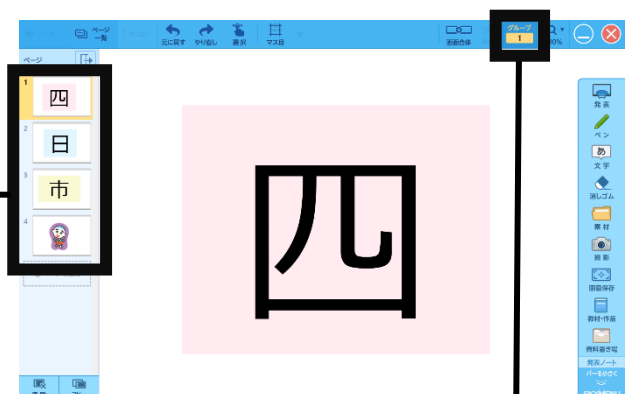 ページ一覧
元に戻す
やり直し
選択
マス目
画面合体
グループ
1
ページ
1
四
2
日
3
市
4
四
発表
ペン
あ
文字
消しゴム
素材
撮影
画面保存
教材・作品
資料置き場
発表ノート
バーを小さく